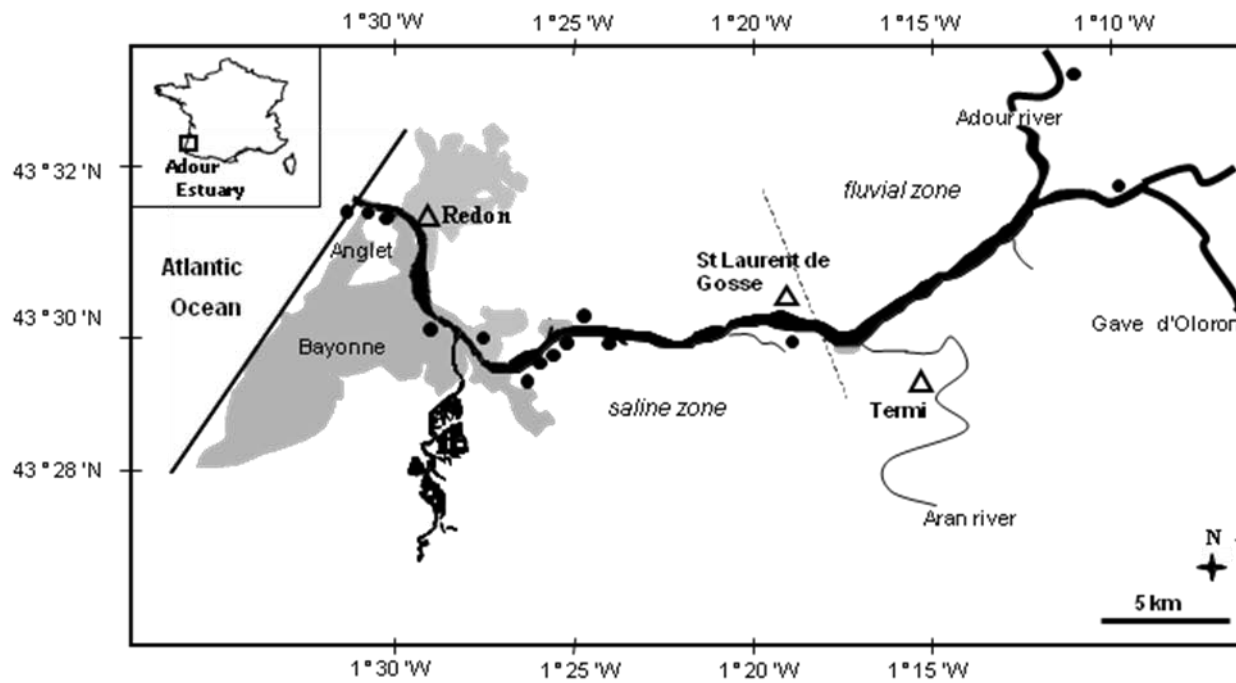 1°30 'W
1°25 'W
1°20 'W
1°15 'W
1°10 'W
Adour
Estuary
Adour river
43°32 'N
fluvial zone
Redon
Anglet
Atlantic
Ocean
St Laurent de
Gosse
43°30 'N
Bayonne
Gave d'Oloron
saline zone
Termi
43°28 'N
Aran river
N
5 km
1°30 'W
1°25 'W
1°20 'W
1°15 'W